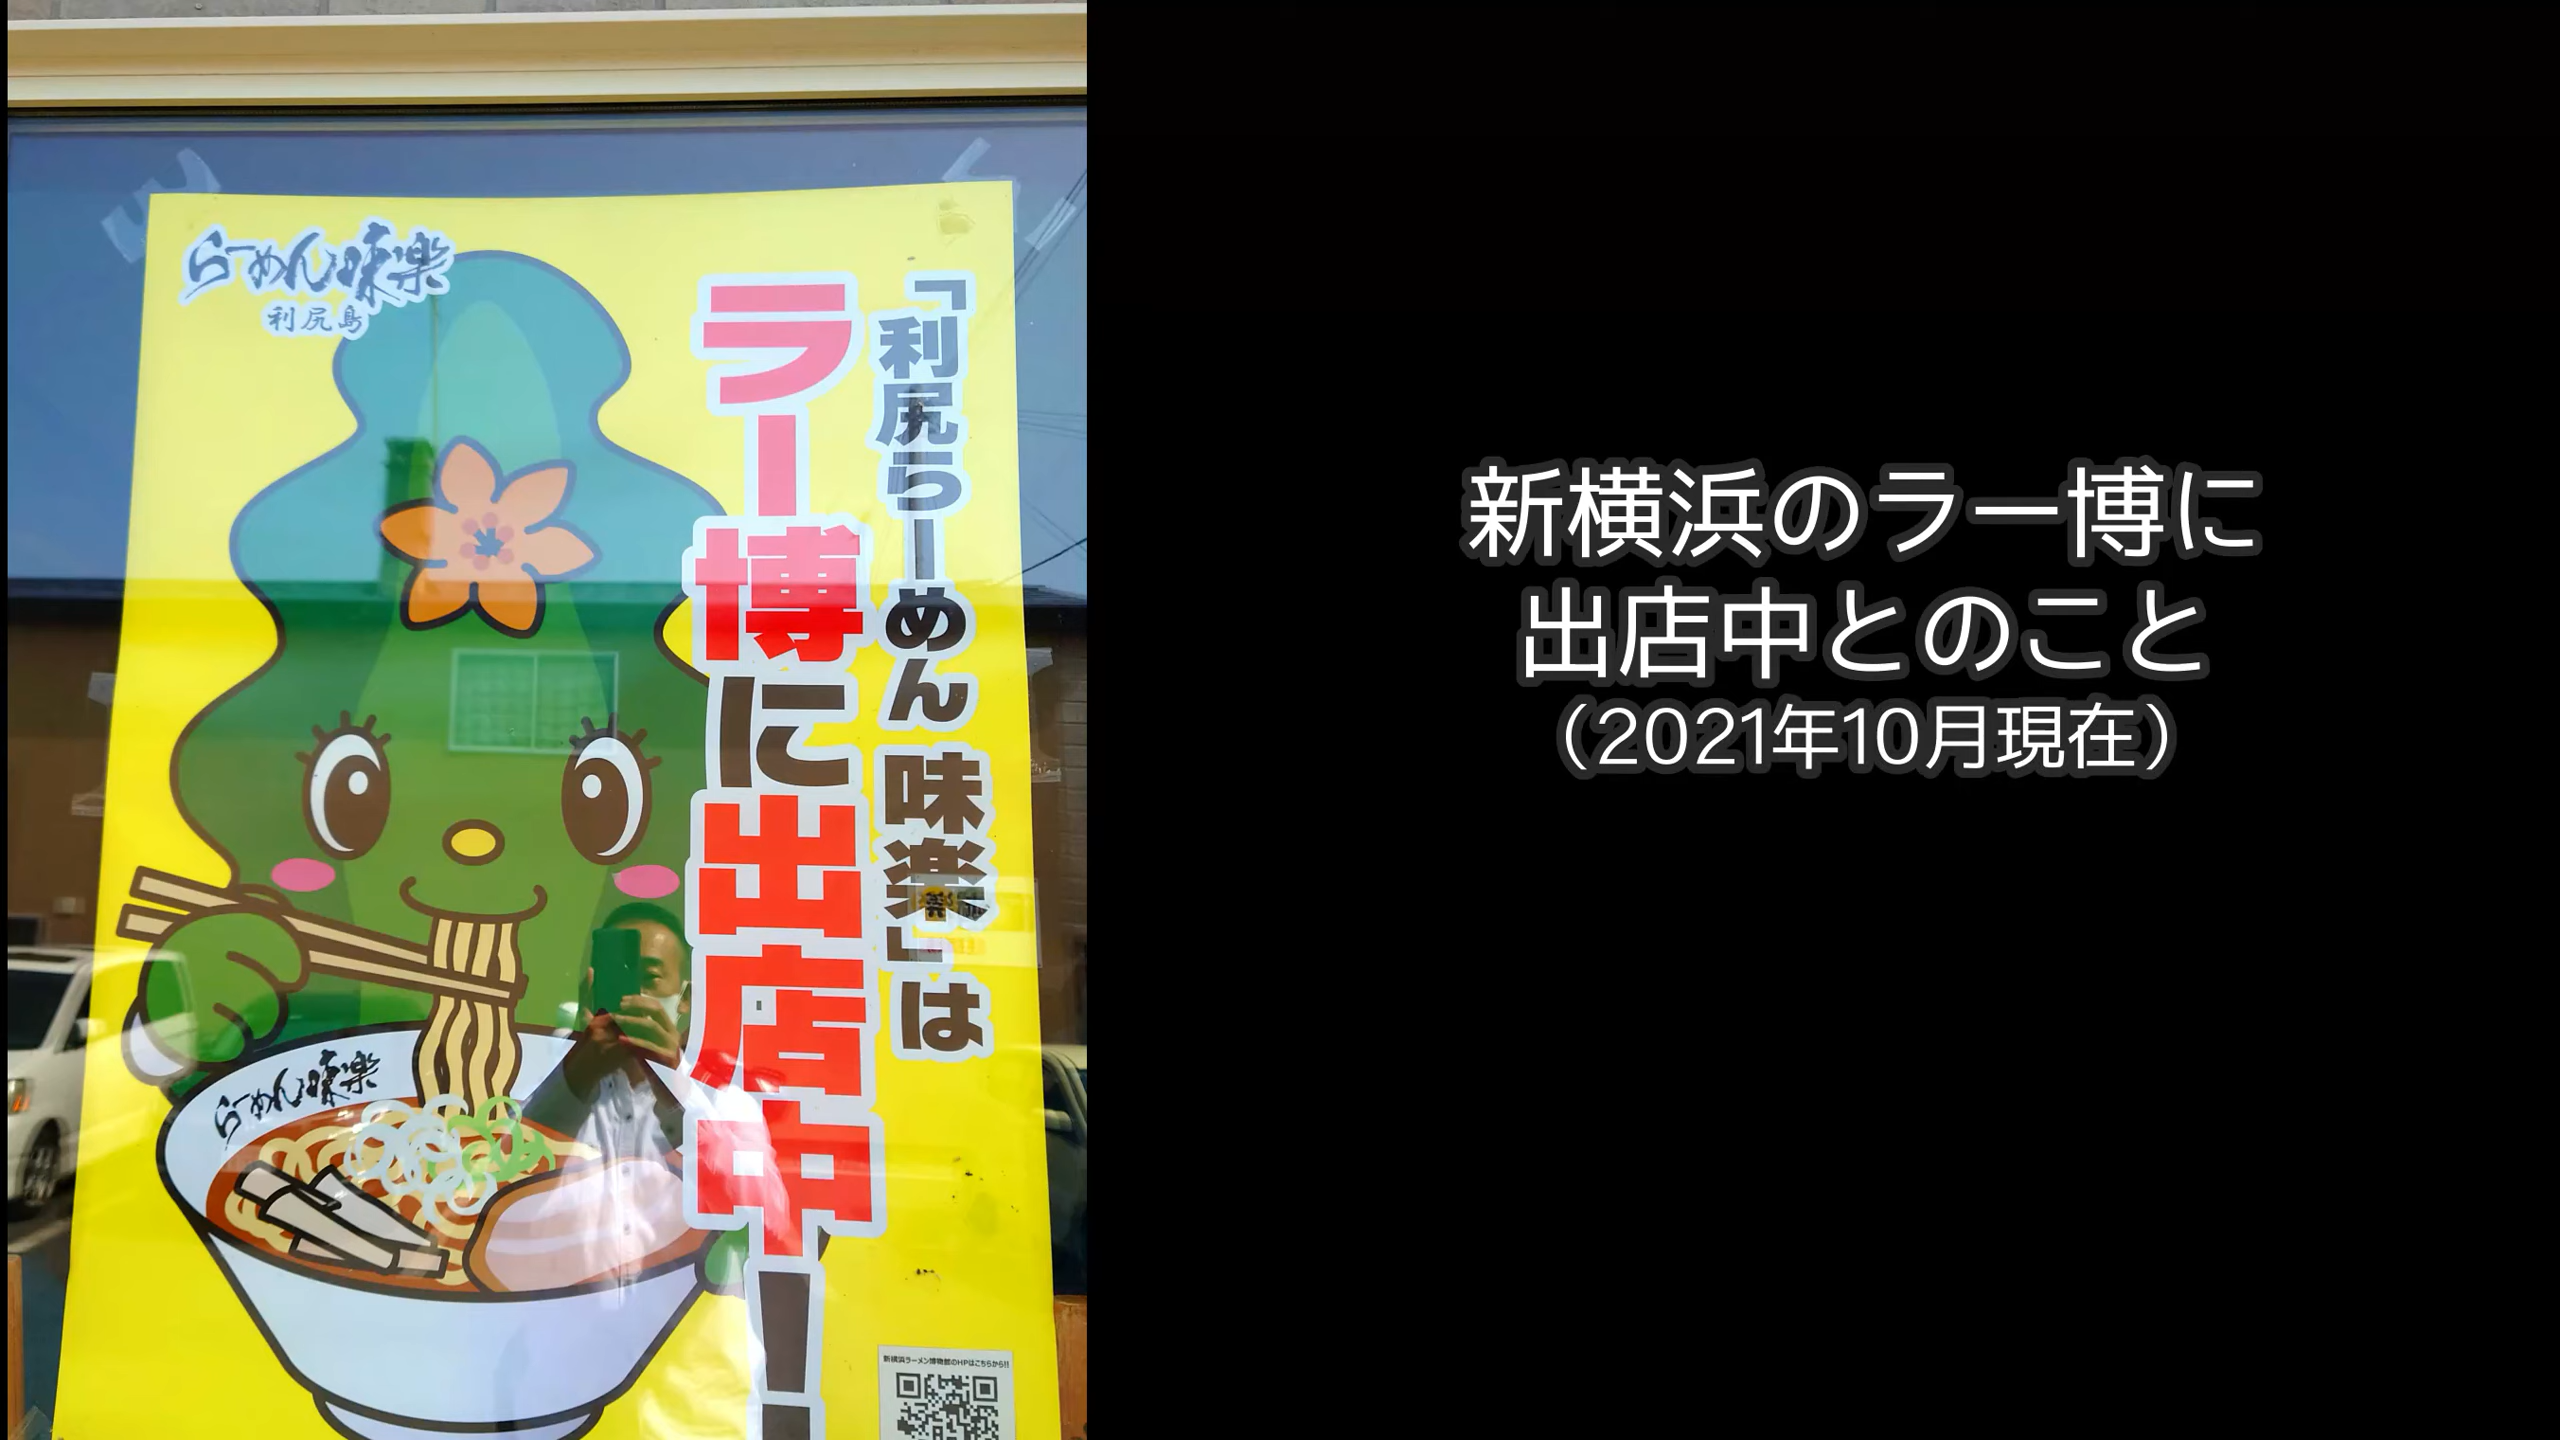 らーめん味楽
利尻島
「利尻らーめん 味楽」は
ラー博に出店中!!
らーめん味楽
新横浜ラーメン博物館のHPはこちらから!!
新横浜のラー博に
出店中とのこと
（2021年10月現在）